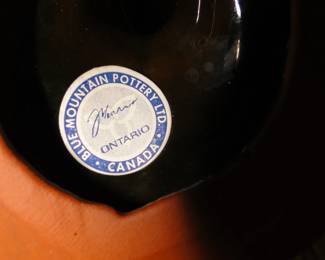 BLUE MOUNTAIN POTTERY LTD.
ONTARIO
• CANADA •